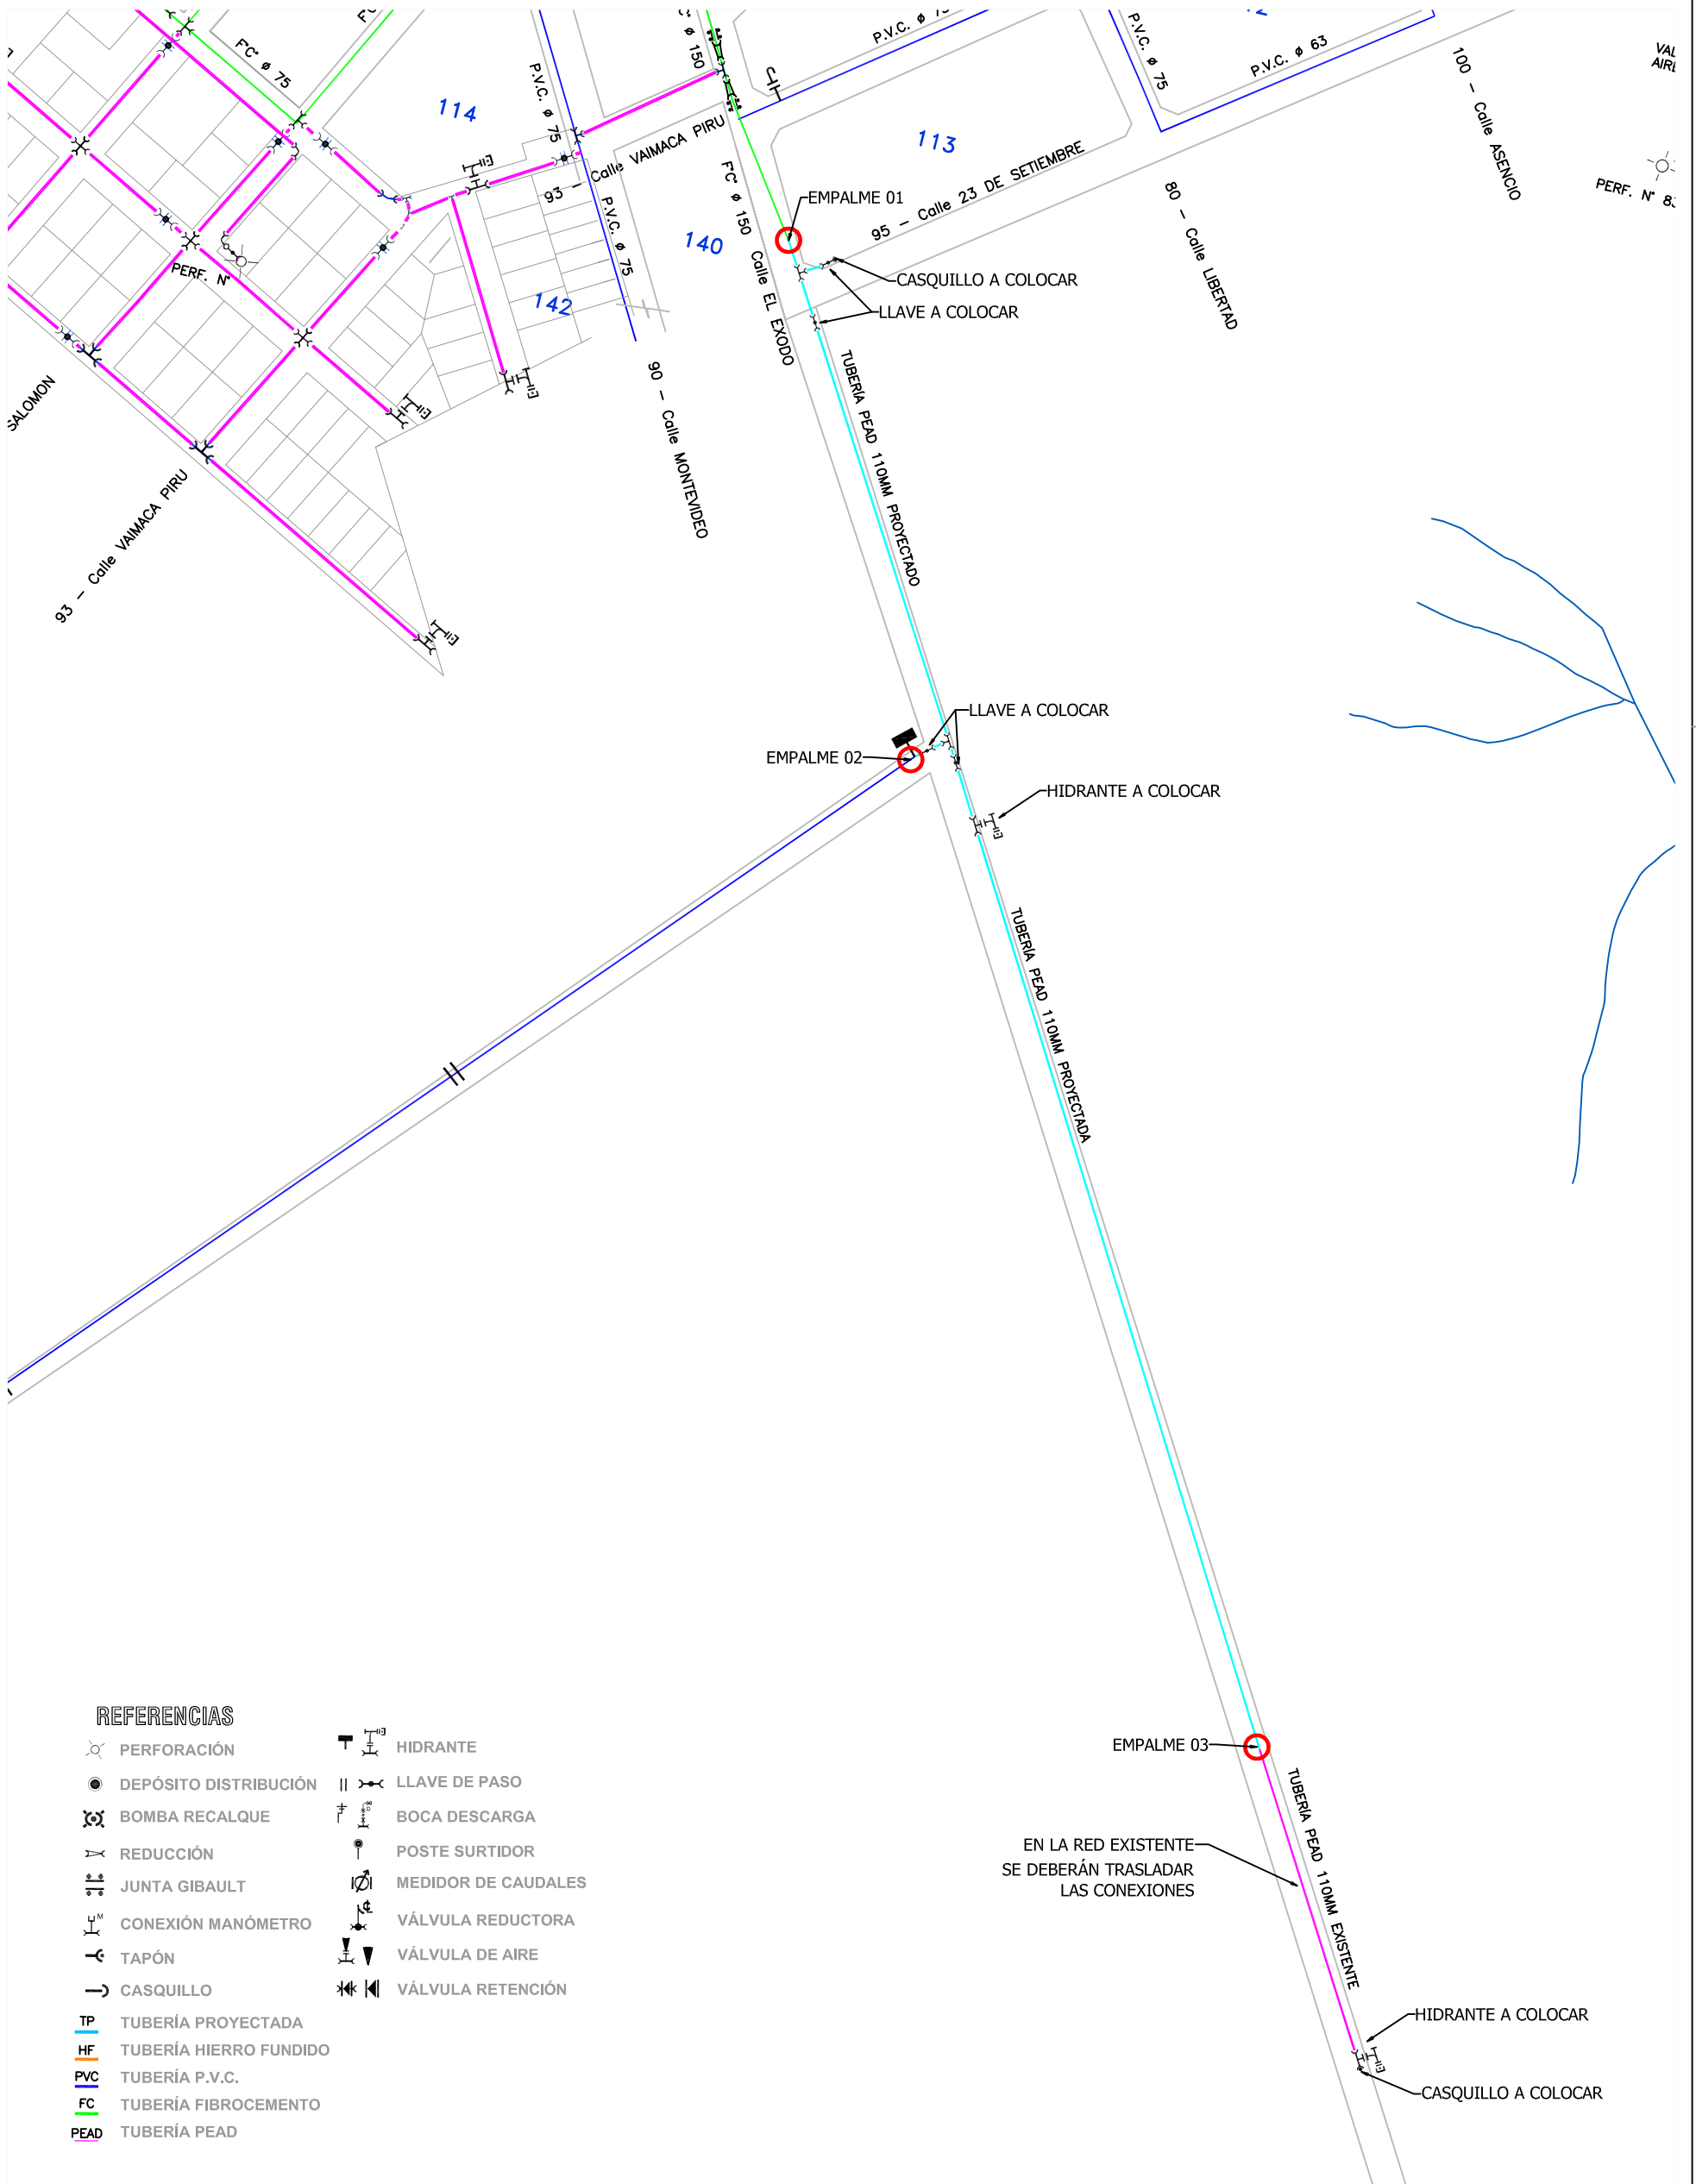 FC° ø 75
114
P.V.C. ø 75
ø 150
P.V.C.
P.V.C. ø 75
P.V.C. ø 63
100 - Calle ASENCIO
PERF. N°
93 - Calle VAIMACA PIRU
113
95 - Calle 23 DE SETIEMBRE
80 - Calle LIBERTAD
EMPALME 01
FC° ø 150
Calle EL EXODO
140
P.V.C. ø 75
142
PERF. N°
CASQUILLO A COLOCAR
LLAVE A COLOCAR
SALOMON
93 - Calle VAIMACA PIRU
90 - Calle MONTEVIDEO
TUBERÍA PEAD 110MM PROYECTADO
LLAVE A COLOCAR
EMPALME 02
HIDRANTE A COLOCAR
TUBERÍA PEAD 110MM PROYECTADA
EMPALME 03
TUBERÍA PEAD 110MM EXISTENTE
EN LA RED EXISTENTE
SE DEBERÁN TRASLADAR
LAS CONEXIONES
HIDRANTE A COLOCAR
CASQUILLO A COLOCAR
REFERENCIAS
PERFORACIÓN
DEPÓSITO DISTRIBUCIÓN
BOMBA RECALQUE
REDUCCIÓN
JUNTA GIBAULT
M CONEXIÓN MANÓMETRO
TAPÓN
CASQUILLO
HIDRANTE
LLAVE DE PASO
BOCA DESCARGA
POSTE SURTIDOR
MEDIDOR DE CAUDALES
VÁLVULA REDUCTORA
VÁLVULA DE AIRE
VÁLVULA RETENCIÓN
TP TUBERÍA PROYECTADA
HF TUBERÍA HIERRO FUNDIDO
PVC TUBERÍA P.V.C.
FC TUBERÍA FIBROCEMENTO
PEAD TUBERÍA PEAD